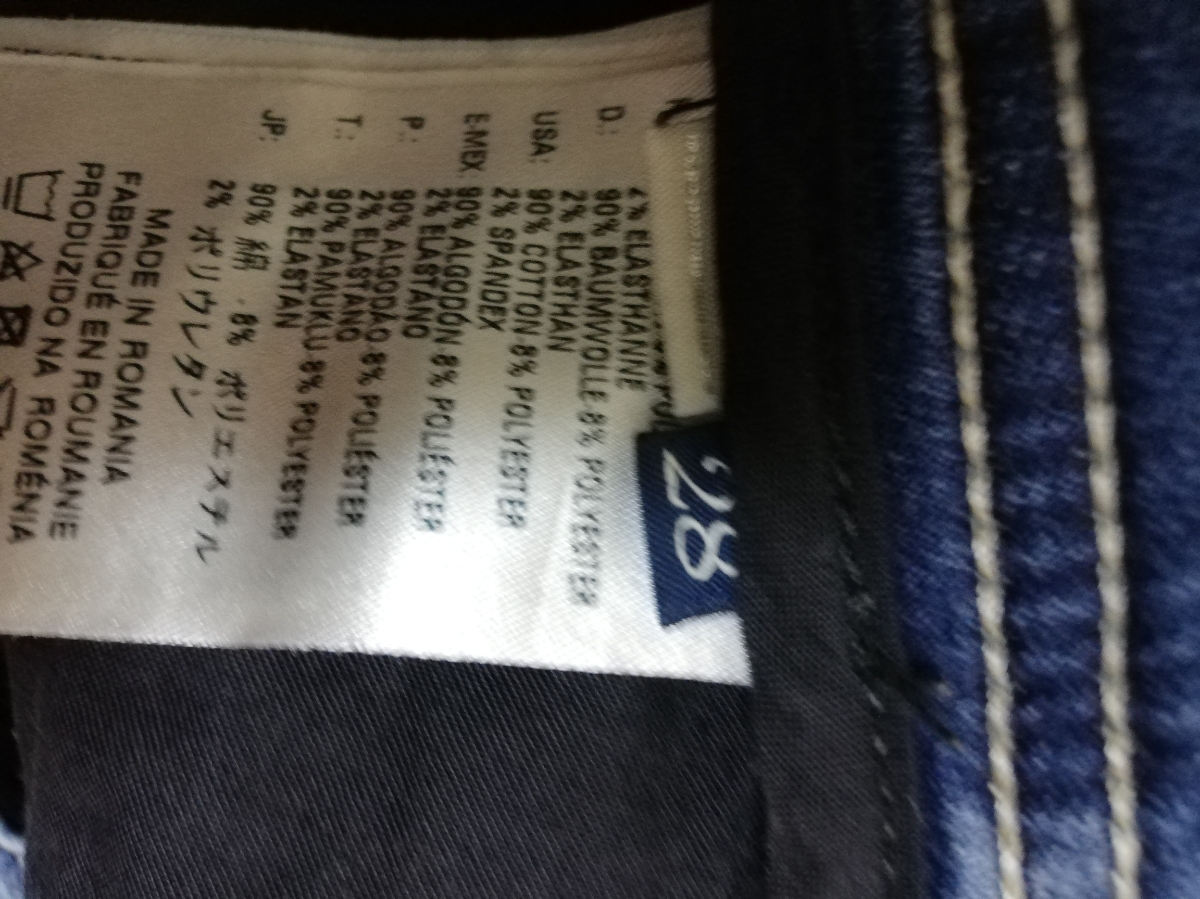 '28
2% ELASTHANNE
D.: 90% BAUMWOLLE 8% POLYESTER
2% ELASTHAN
USA: 90% COTTON 8% POLYESTER
2% SPANDEX
E-MEX 90% ALGODÓN 8% POLIÉSTER
2% ELASTANO
P.: 90% ALGODÃO 8% POLIÉSTER
2% ELASTANO
T.: 90% PAMUKLU 8% POLYESTER
2% ELASTAN
JP: 90% 綿 . 8% ポリエステル
2% ポリウレタン
MADE IN ROMANIA
FABRIQUÉ EN ROUMANIE
PRODUZIDO NA ROMÉNIA